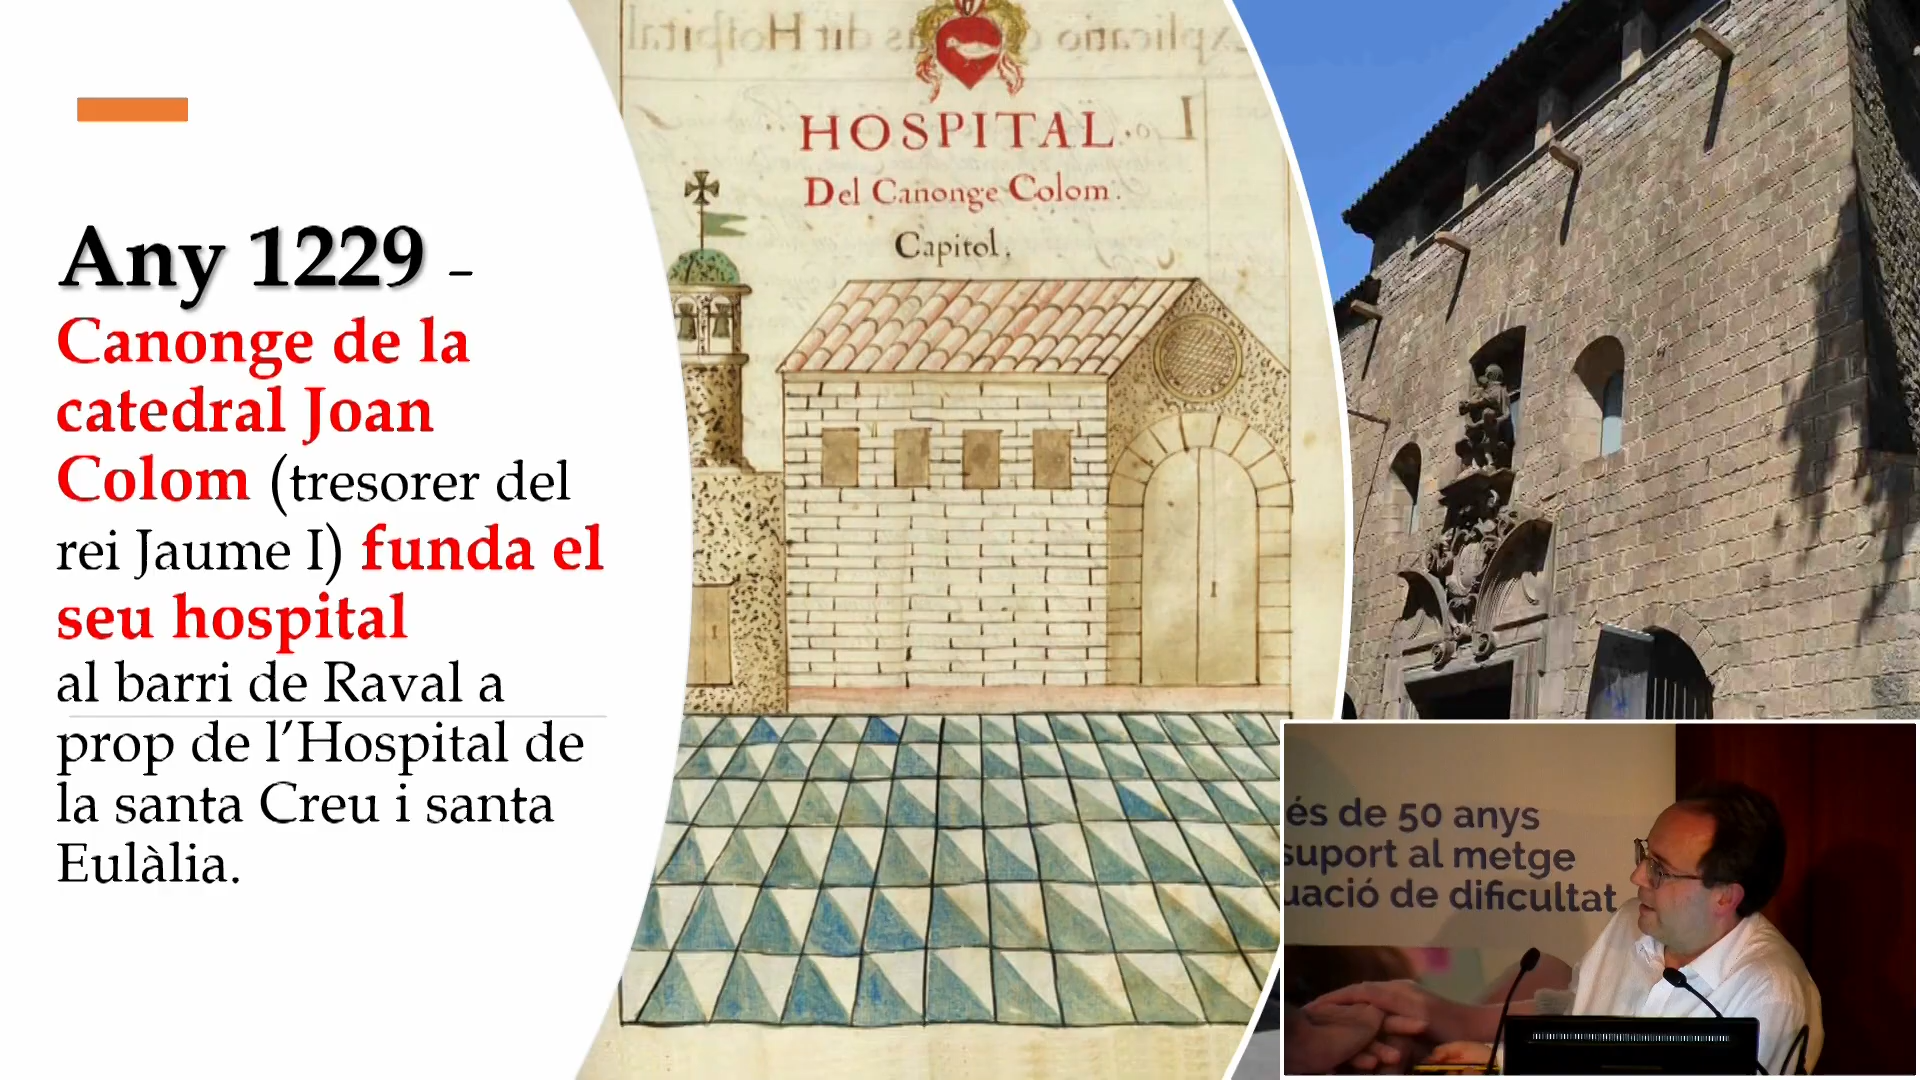 Any 1229 –
Canonge de la
catedral Joan
Colom (tresorer del
rei Jaume I) funda el
seu hospital
al barri de Raval a
prop de l’Hospital de
la santa Creu i santa
Eulàlia.
HOSPITAL
Del Canonge Colom.
Capitol.
és de 50 anys
suport al metge
uació de dificultat